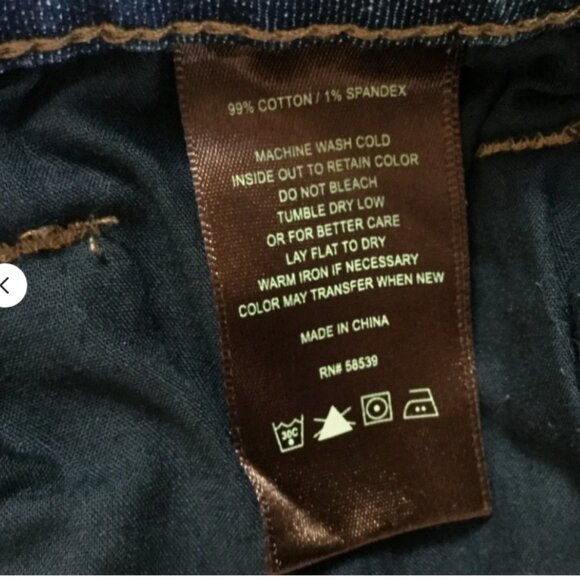 99% COTTON / 1% SPANDEX
MACHINE WASH COLD
INSIDE OUT TO RETAIN COLOR
DO NOT BLEACH
TUMBLE DRY LOW
OR FOR BETTER CARE
LAY FLAT TO DRY
WARM IRON IF NECESSARY
COLOR MAY TRANSFER WHEN NEW
MADE IN CHINA
RN# 58539
30C